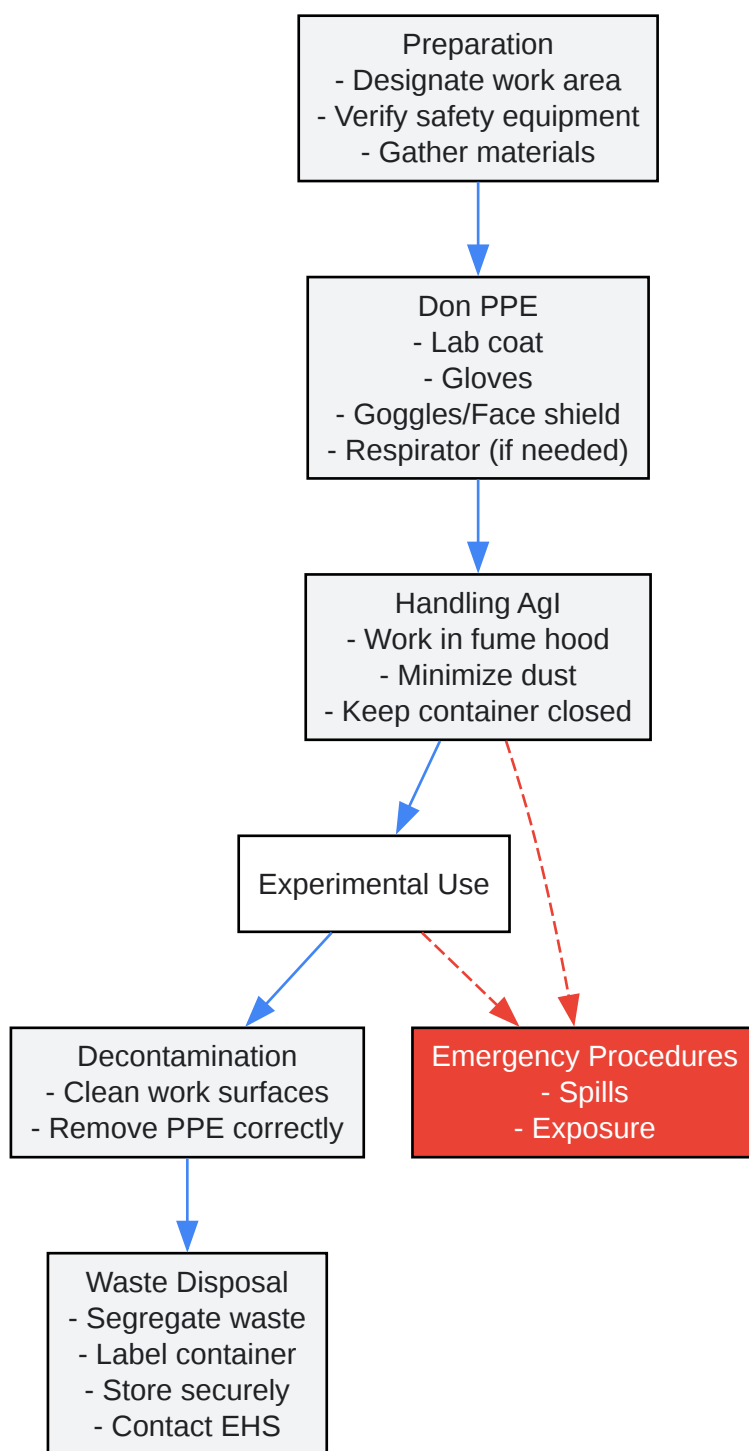 Preparation
- Designate work area
- Verify safety equipment
- Gather materials
Don PPE
- Lab coat
- Gloves
- Goggles/Face shield
- Respirator (if needed)
Handling AgI
- Work in fume hood
- Minimize dust
- Keep container closed
Experimental Use
Decontamination
- Clean work surfaces
- Remove PPE correctly
Emergency Procedures
- Spills
- Exposure
Waste Disposal
- Segregate waste
- Label container
- Store securely
- Contact EHS